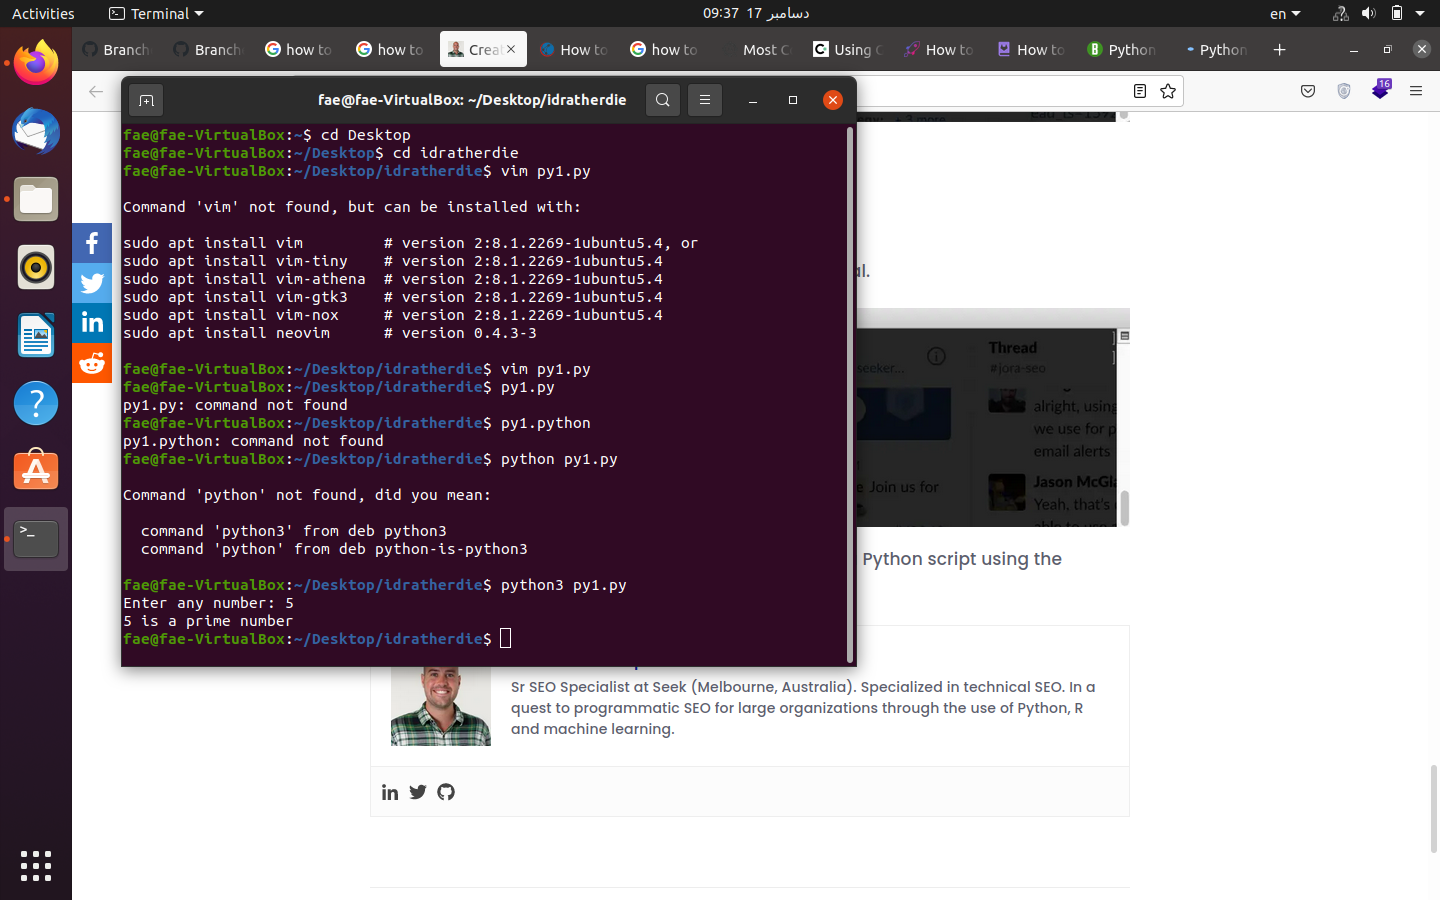 Activities
Terminal
09:37 17 دسامبر
en
Branch
Branch
how to
how to
Creat
How to
how to
Most C
Using C
How to
How to
Python
Python
16
fae@fae-VirtualBox: ~/Desktop/idratherdie
fae@fae-VirtualBox:~$ cd Desktop
fae@fae-VirtualBox:~/Desktop$ cd idratherdie
fae@fae-VirtualBox:~/Desktop/idratherdie$ vim py1.py
Command 'vim' not found, but can be installed with:
sudo apt install vim         # version 2:8.1.2269-1ubuntu5.4, or
sudo apt install vim-tiny    # version 2:8.1.2269-1ubuntu5.4
sudo apt install vim-athena  # version 2:8.1.2269-1ubuntu5.4
sudo apt install vim-gtk3    # version 2:8.1.2269-1ubuntu5.4
sudo apt install vim-nox     # version 2:8.1.2269-1ubuntu5.4
sudo apt install neovim      # version 0.4.3-3
fae@fae-VirtualBox:~/Desktop/idratherdie$ vim py1.py
fae@fae-VirtualBox:~/Desktop/idratherdie$ py1.py
py1.py: command not found
fae@fae-VirtualBox:~/Desktop/idratherdie$ py1.python
py1.python: command not found
fae@fae-VirtualBox:~/Desktop/idratherdie$ python py1.py
Command 'python' not found, did you mean:
  command 'python3' from deb python3
  command 'python' from deb python-is-python3
fae@fae-VirtualBox:~/Desktop/idratherdie$ python3 py1.py
Enter any number: 5
5 is a prime number
fae@fae-VirtualBox:~/Desktop/idratherdie$
al.
Thread
#jora-seo
seeker...
alright, using
we use for p
email alerts
Join us for
Jason McGla
Yeah, that's
Python script using the
Sr SEO Specialist at Seek (Melbourne, Australia). Specialized in technical SEO. In a
quest to programmatic SEO for large organizations through the use of Python, R
and machine learning.